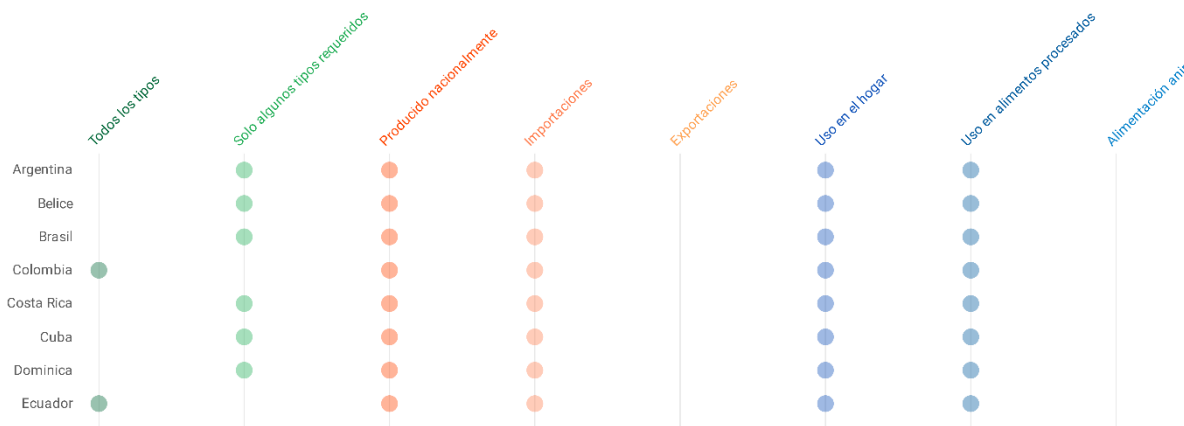 Todos los tipos
Solo algunos tipos requeridos
Producido nacionalmente
Importaciones
Exportaciones
Uso en el hogar
Uso en alimentos procesados
Alimentación
Argentina
Belice
Brasil
Colombia
Costa Rica
Cuba
Dominica
Ecuador